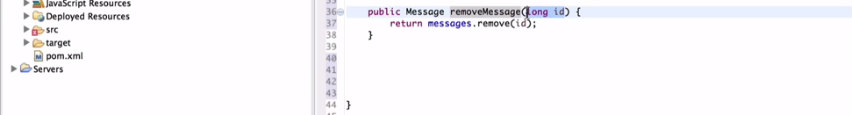 JavaScript Resources
Deployed Resources
src
target
pom.xml
Servers
36 public Message removeMessage(long id) {
37 return messages.remove(id);
38 }
39
40
41
42
43
44 }